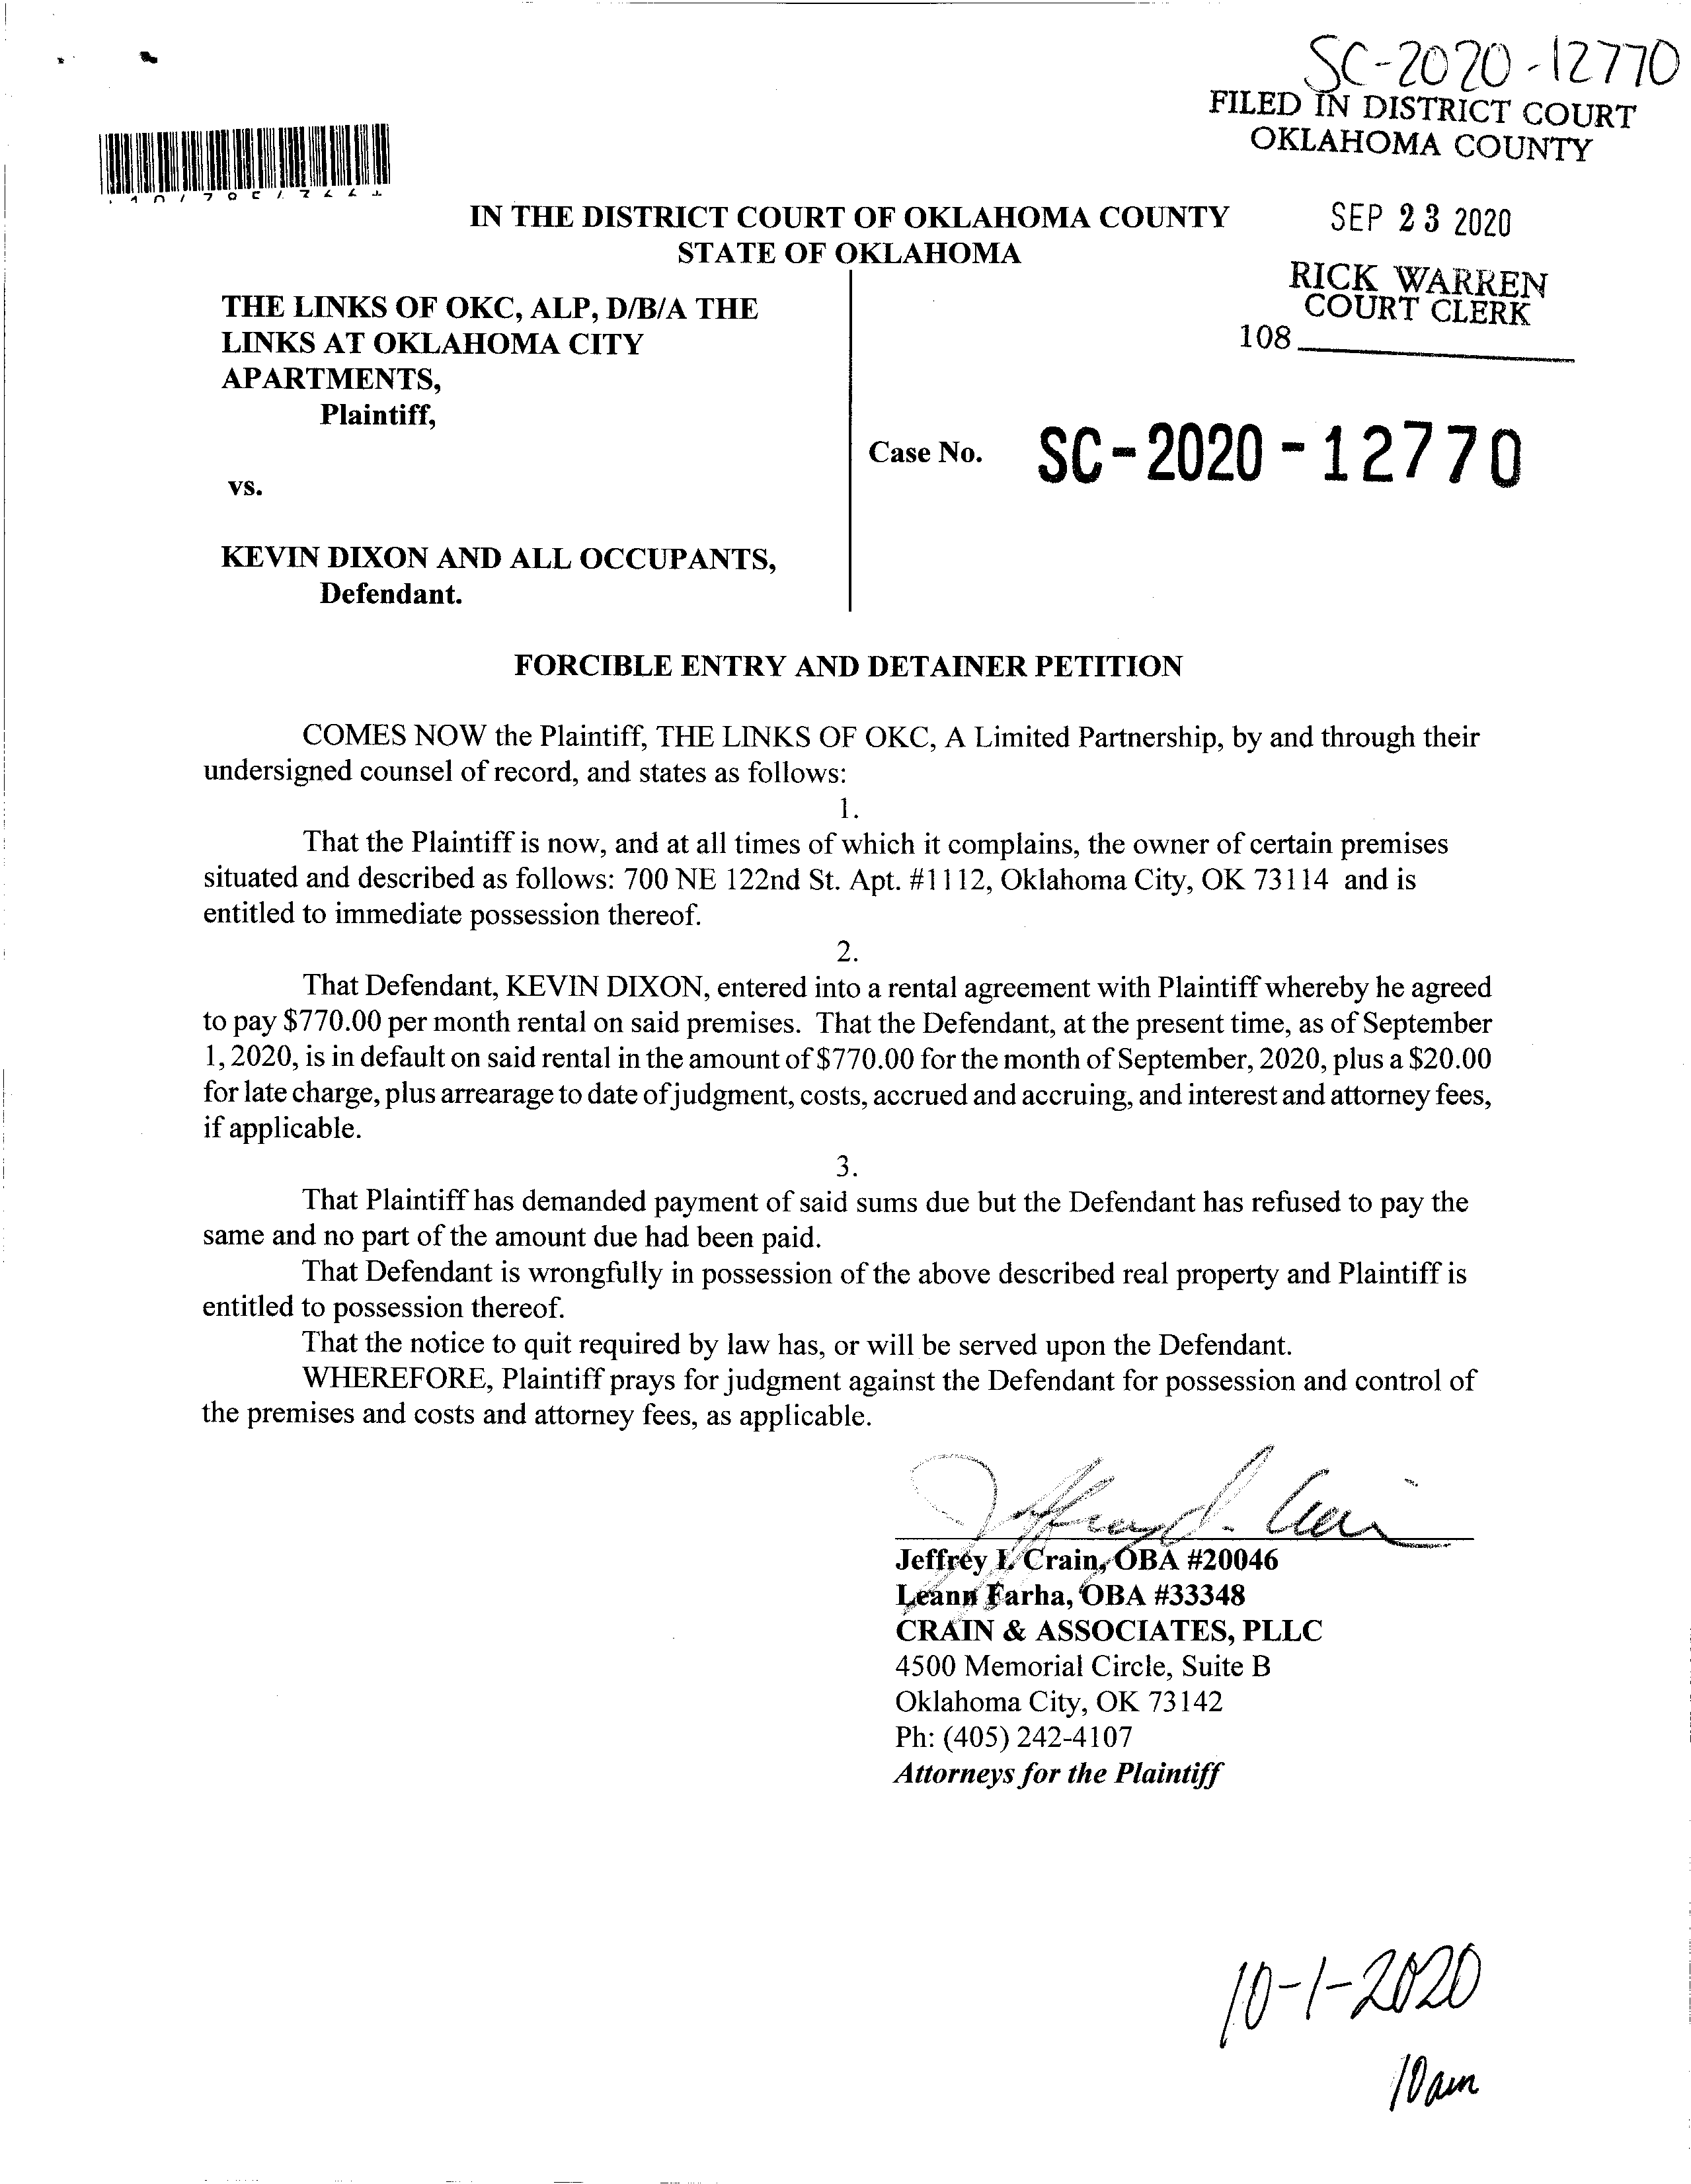 SC-2020-12770
FILED IN DISTRICT COURT
OKLAHOMA COUNTY
SEP 23 2020
RICK WARREN
COURT CLERK
108
IN THE DISTRICT COURT OF OKLAHOMA COUNTY
STATE OF OKLAHOMA
THE LINKS OF OKC, ALP, D/B/A THE
LINKS AT OKLAHOMA CITY
APARTMENTS,
Plaintiff,
Case No. SC-2020-12770
vs.
KEVIN DIXON AND ALL OCCUPANTS,
Defendant.
FORCIBLE ENTRY AND DETAINER PETITION
COMES NOW the Plaintiff, THE LINKS OF OKC, A Limited Partnership, by and through their
undersigned counsel of record, and states as follows:
1.
That the Plaintiff is now, and at all times of which it complains, the owner of certain premises
situated and described as follows: 700 NE 122nd St. Apt. #1112, Oklahoma City, OK 73114 and is
entitled to immediate possession thereof.
2.
That Defendant, KEVIN DIXON, entered into a rental agreement with Plaintiff whereby he agreed
to pay $770.00 per month rental on said premises. That the Defendant, at the present time, as of September
1, 2020, is in default on said rental in the amount of $770.00 for the month of September, 2020, plus a $20.00
for late charge, plus arrearage to date of judgment, costs, accrued and accruing, and interest and attorney fees,
if applicable.
3.
That Plaintiff has demanded payment of said sums due but the Defendant has refused to pay the
same and no part of the amount due had been paid.
That Defendant is wrongfully in possession of the above described real property and Plaintiff is
entitled to possession thereof.
That the notice to quit required by law has, or will be served upon the Defendant.
WHEREFORE, Plaintiff prays for judgment against the Defendant for possession and control of
the premises and costs and attorney fees, as applicable.
Jeffrey I. Crain, OBA #20046
Leann Farha, OBA #33348
CRAIN & ASSOCIATES, PLLC
4500 Memorial Circle, Suite B
Oklahoma City, OK 73142
Ph: (405) 242-4107
Attorneys for the Plaintiff
10-1-2020
10am